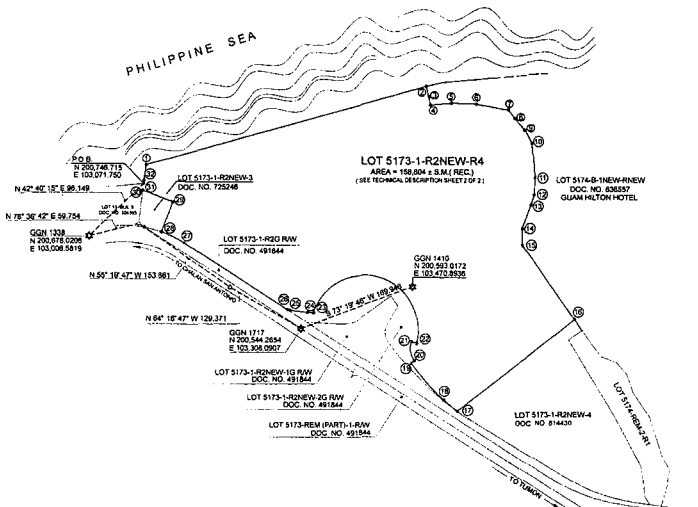 PHILIPPINE SEA
2
3
4
5
6
7
8
9
10
LOT 5173-1-R2NEW-R4
AREA = 158,604 ± S.M. ( REC.)
( SEE TECHNICAL DESCRIPTION SHEET 2 OF 2 )
P.O.B.
N 200,746.715
E 103,071.750
1
32
31
30
LOT 5173-1-R2NEW-3
DOC. NO. 725246
N 42° 40' 15" E 96.149
29
11
12
13
14
15
LOT 5174-B-1NEW-RNEW
DOC. NO. 636557
GUAM HILTON HOTEL
N 76° 36' 42" E 59.754
GGN 1338
N 200,678.0206
E 103,006.5819
28
27
LOT 5173-1-R2G R/W
DOC. NO. 491844
TO CHALAN SAN ANTONIO
N 55° 19' 47" W 153.861
GGN 1410
N 200,593.0172
E 103,470.8936
S 73° 19' 46" W 169.946
26
25
24
23
16
N 64° 16' 47" W 129.371
GGN 1717
N 200,544.2654
E 103,308.0907
22
21
20
19
18
17
LOT 5173-1-R2NEW-1G R/W
DOC. NO. 491844
LOT 5173-1-R2NEW-2G R/W
DOC. NO. 491844
LOT 5173-REM (PART)-1-R/W
DOC. NO. 491844
LOT 5173-1-R2NEW-4
DOC. NO. 814430
LOT 5174-REM-2-R1
TO TUMON